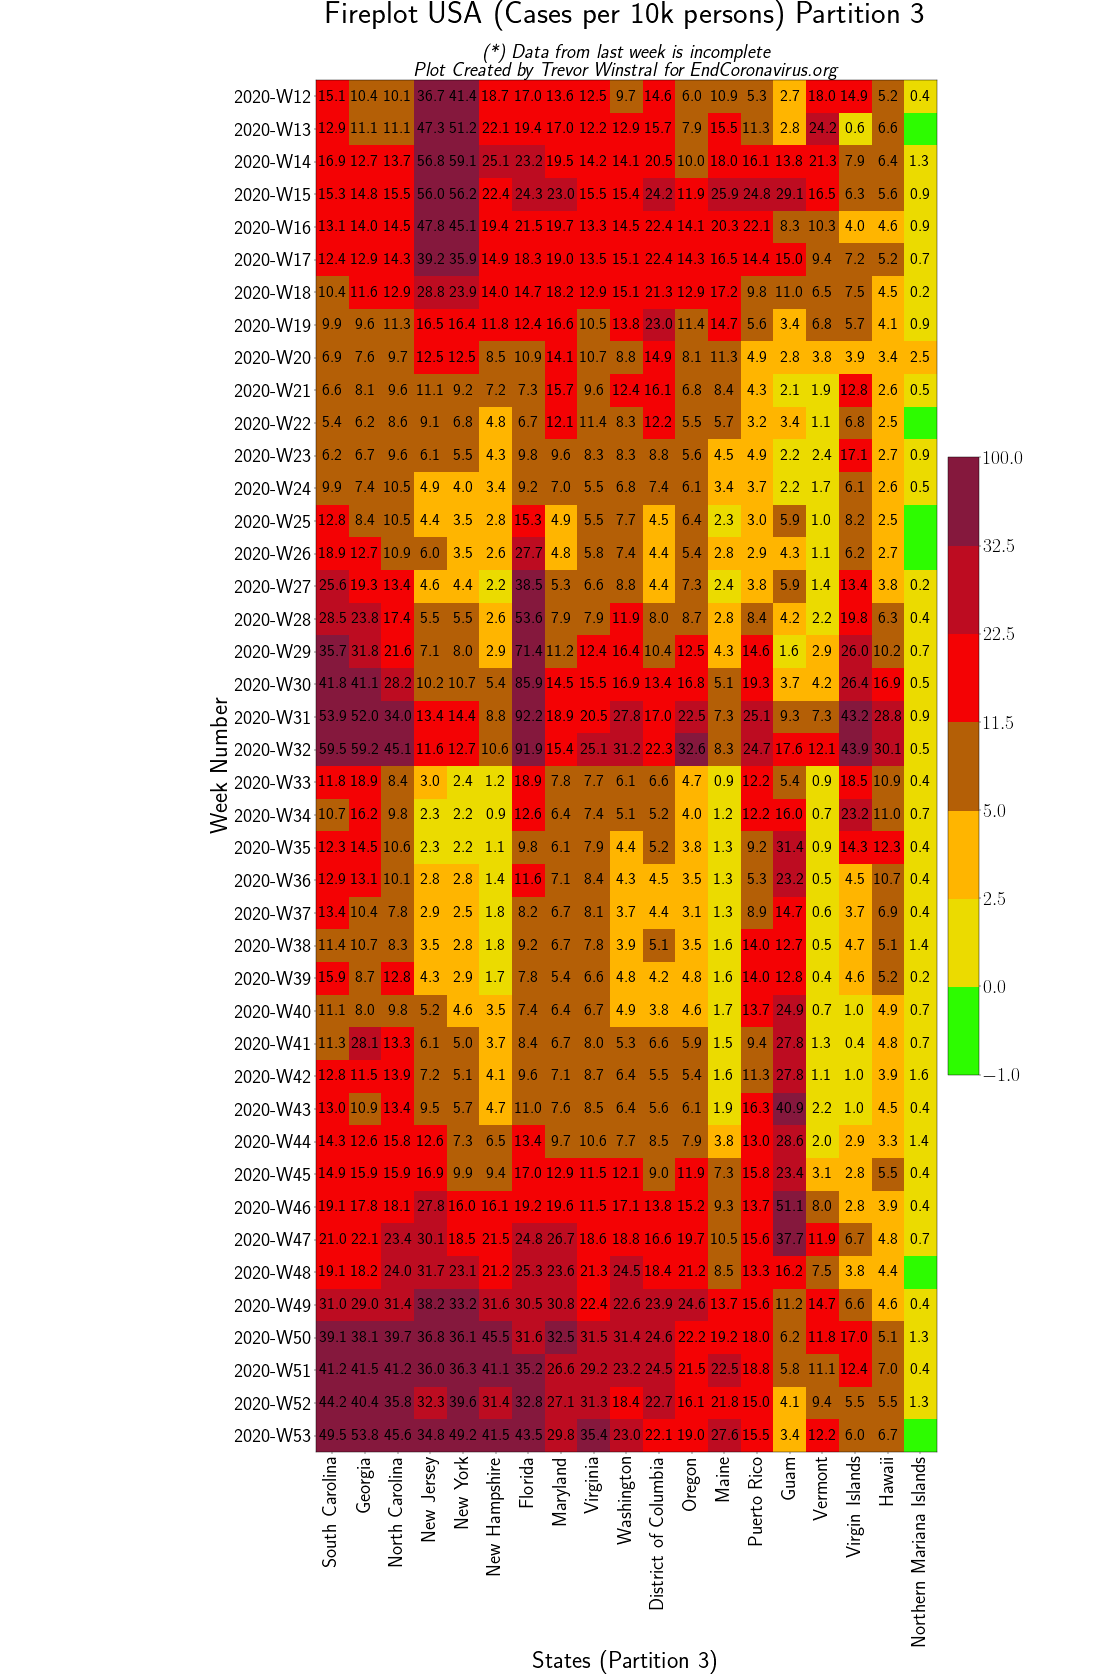 Fireplot USA (Cases per 10k persons) Partition 3
(*) Data from last week is incomplete
Plot Created by Trevor Winstral for EndCoronavirus.org
2020-W12 15.1 10.4 10.1 36.7 41.4 18.7 17.0 13.6 12.5 9.7 14.6 6.0 10.9 5.3 2.7 18.0 14.9 5.2 0.4
2020-W13 12.9 11.1 11.1 47.3 51.2 22.1 19.4 17.0 12.2 12.9 15.7 7.9 15.5 11.3 2.8 24.2 0.6 6.6
2020-W14 16.9 12.7 13.7 56.8 59.1 25.1 23.2 19.5 14.2 14.1 20.5 10.0 18.0 16.1 13.8 21.3 7.9 6.4 1.3
2020-W15 15.3 14.8 15.5 56.0 56.2 22.4 24.3 23.0 15.5 15.4 24.2 11.9 25.9 24.8 29.1 16.5 6.3 5.6 0.9
2020-W16 13.1 14.0 14.5 47.8 45.1 19.4 21.5 19.7 13.3 14.5 22.4 14.1 20.3 22.1 8.3 10.3 4.0 4.6 0.9
2020-W17 12.4 12.9 14.3 39.2 35.9 14.9 18.3 19.0 13.5 15.1 22.4 14.3 16.5 14.4 15.0 9.4 7.2 5.2 0.7
2020-W18 10.4 11.6 12.9 28.8 23.9 14.0 14.7 18.2 12.9 15.1 21.3 12.9 17.2 9.8 11.0 6.5 7.5 4.5 0.2
2020-W19 9.9 9.6 11.3 16.5 16.4 11.8 12.4 16.6 10.5 13.8 23.0 11.4 14.7 5.6 3.4 6.8 5.7 4.1 0.9
2020-W20 6.9 7.6 9.7 12.5 12.5 8.5 10.9 14.1 10.7 8.8 14.9 8.1 11.3 4.9 2.8 3.8 3.9 3.4 2.5
2020-W21 6.6 8.1 9.6 11.1 9.2 7.2 7.3 15.7 9.6 12.4 16.1 6.8 8.4 4.3 2.1 1.9 12.8 2.6 0.5
2020-W22 5.4 6.2 8.6 9.1 6.8 4.8 6.7 12.1 11.4 8.3 12.2 5.5 5.7 3.2 3.4 1.1 6.8 2.5
2020-W23 6.2 6.7 9.6 6.1 5.5 4.3 9.8 9.6 8.3 8.3 8.8 5.6 4.5 4.9 2.2 2.4 17.1 2.7 0.9
2020-W24 9.9 7.4 10.5 4.9 4.0 3.4 9.2 7.0 5.5 6.8 7.4 6.1 3.4 3.7 2.2 1.7 6.1 2.6 0.5
2020-W25 12.8 8.4 10.5 4.4 3.5 2.8 15.3 4.9 5.5 7.7 4.5 6.4 2.3 3.0 5.9 1.0 8.2 2.5
2020-W26 18.9 12.7 10.9 6.0 3.5 2.6 27.7 4.8 5.8 7.4 4.4 5.4 2.8 2.9 4.3 1.1 6.2 2.7
2020-W27 25.6 19.3 13.4 4.6 4.4 2.2 38.5 5.3 6.6 8.8 4.4 7.3 2.4 3.8 5.9 1.4 13.4 3.8 0.2
2020-W28 28.5 23.8 17.4 5.5 5.5 2.6 53.6 7.9 7.9 11.9 8.0 8.7 2.8 8.4 4.2 2.2 19.8 6.3 0.4
2020-W29 35.7 31.8 21.6 7.1 8.0 2.9 71.4 11.2 12.4 16.4 10.4 12.5 4.3 14.6 1.6 2.9 26.0 10.2 0.7
2020-W30 41.8 41.1 28.2 10.2 10.7 5.4 85.9 14.5 15.5 16.9 13.4 16.8 5.1 19.3 3.7 4.2 26.4 16.9 0.5
2020-W31 53.9 52.0 34.0 13.4 14.4 8.8 92.2 18.9 20.5 27.8 17.0 22.5 7.3 25.1 9.3 7.3 43.2 28.8 0.9
2020-W32 59.5 59.2 45.1 11.6 12.7 10.6 91.9 15.4 25.1 31.2 22.3 32.6 8.3 24.7 17.6 12.1 43.9 30.1 0.5
2020-W33 11.8 18.9 8.4 3.0 2.4 1.2 18.9 7.8 7.7 6.1 6.6 4.7 0.9 12.2 5.4 0.9 18.5 10.9 0.4
2020-W34 10.7 16.2 9.8 2.3 2.2 0.9 12.6 6.4 7.4 5.1 5.2 4.0 1.2 12.2 16.0 0.7 23.2 11.0 0.7
2020-W35 12.3 14.5 10.6 2.3 2.2 1.1 9.8 6.1 7.9 4.4 5.2 3.8 1.3 9.2 31.4 0.9 14.3 12.3 0.4
2020-W36 12.9 13.1 10.1 2.8 2.8 1.4 11.6 7.1 8.4 4.3 4.5 3.5 1.3 5.3 23.2 0.5 4.5 10.7 0.4
2020-W37 13.4 10.4 7.8 2.9 2.5 1.8 8.2 6.7 8.1 3.7 4.4 3.1 1.3 8.9 14.7 0.6 3.7 6.9 0.4
2020-W38 11.4 10.7 8.3 3.5 2.8 1.8 9.2 6.7 7.8 3.9 5.1 3.5 1.6 14.0 12.7 0.5 4.7 5.1 1.4
2020-W39 15.9 8.7 12.8 4.3 2.9 1.7 7.8 5.4 6.6 4.8 4.2 4.8 1.6 14.0 12.8 0.4 4.6 5.2 0.2
2020-W40 11.1 8.0 9.8 5.2 4.6 3.5 7.4 6.4 6.7 4.9 3.8 4.6 1.7 13.7 24.9 0.7 1.0 4.9 0.7
2020-W41 11.3 28.1 13.3 6.1 5.0 3.7 8.4 6.7 8.0 5.3 6.6 5.9 1.5 9.4 27.8 1.3 0.4 4.8 0.7
2020-W42 12.8 11.5 13.9 7.2 5.1 4.1 9.6 7.1 8.7 6.4 5.5 5.4 1.6 11.3 27.8 1.1 1.0 3.9 1.6
2020-W43 13.0 10.9 13.4 9.5 5.7 4.7 11.0 7.6 8.5 6.4 5.6 6.1 1.9 16.3 40.9 2.2 1.0 4.5 0.4
2020-W44 14.3 12.6 15.8 12.6 7.3 6.5 13.4 9.7 10.6 7.7 8.5 7.9 3.8 13.0 28.6 2.0 2.9 3.3 1.4
2020-W45 14.9 15.9 15.9 16.9 9.9 9.4 17.0 12.9 11.5 12.1 9.0 11.9 7.3 15.8 23.4 3.1 2.8 5.5 0.4
2020-W46 19.1 17.8 18.1 27.8 16.0 16.1 19.2 19.6 11.5 17.1 13.8 15.2 9.3 13.7 51.1 8.0 2.8 3.9 0.4
2020-W47 21.0 22.1 23.4 30.1 18.5 21.5 24.8 26.7 18.6 18.8 16.6 19.7 10.5 15.6 37.7 11.9 6.7 4.8 0.7
2020-W48 19.1 18.2 24.0 31.7 23.1 21.2 25.3 23.6 21.3 24.5 18.4 21.2 8.5 13.3 16.2 7.5 3.8 4.4
2020-W49 31.0 29.0 31.4 38.2 33.2 31.6 30.5 30.8 22.4 22.6 23.9 24.6 13.7 15.6 11.2 14.7 6.6 4.6 0.4
2020-W50 39.1 38.1 39.7 36.8 36.1 45.5 31.6 32.5 31.5 31.4 24.6 22.2 19.2 18.0 6.2 11.8 17.0 5.1 1.3
2020-W51 41.2 41.5 41.2 36.0 36.3 41.1 35.2 26.6 29.2 23.2 24.5 21.5 22.5 18.8 5.8 11.1 12.4 7.0 0.4
2020-W52 44.2 40.4 35.8 32.3 39.6 31.4 32.8 27.1 31.3 18.4 22.7 16.1 21.8 15.0 4.1 9.4 5.5 5.5 1.3
2020-W53 49.5 53.8 45.6 34.8 49.2 41.5 43.5 29.8 35.4 23.0 22.1 19.0 27.6 15.5 3.4 12.2 6.0 6.7
Week Number
South Carolina
Georgia
North Carolina
New Jersey
New York
New Hampshire
Florida
Maryland
Virginia
Washington
District of Columbia
Oregon
Maine
Puerto Rico
Guam
Vermont
Virgin Islands
Hawaii
Northern Mariana Islands
States (Partition 3)
100.0
32.5
22.5
11.5
5.0
2.5
0.0
−1.0